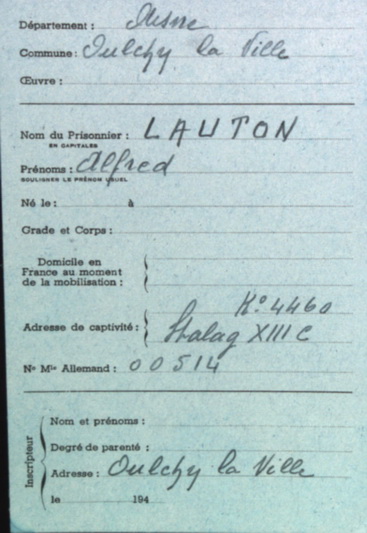 Département : Aisne
Commune : Oulchy la Ville
Œuvre :
Nom du Prisonnier : LAUTON
EN CAPITALES
Prénoms : Alfred
SOULIGNER LE PRÉNOM USUEL
Né le : à
Grade et Corps :
Domicile en
France au moment
de la mobilisation :
K° 4460
Adresse de captivité : Stalag XIII C
No Mle Allemand : 00514
Inscripteur
Nom et prénoms :
Degré de parenté :
Adresse : Oulchy la Ville
le 194